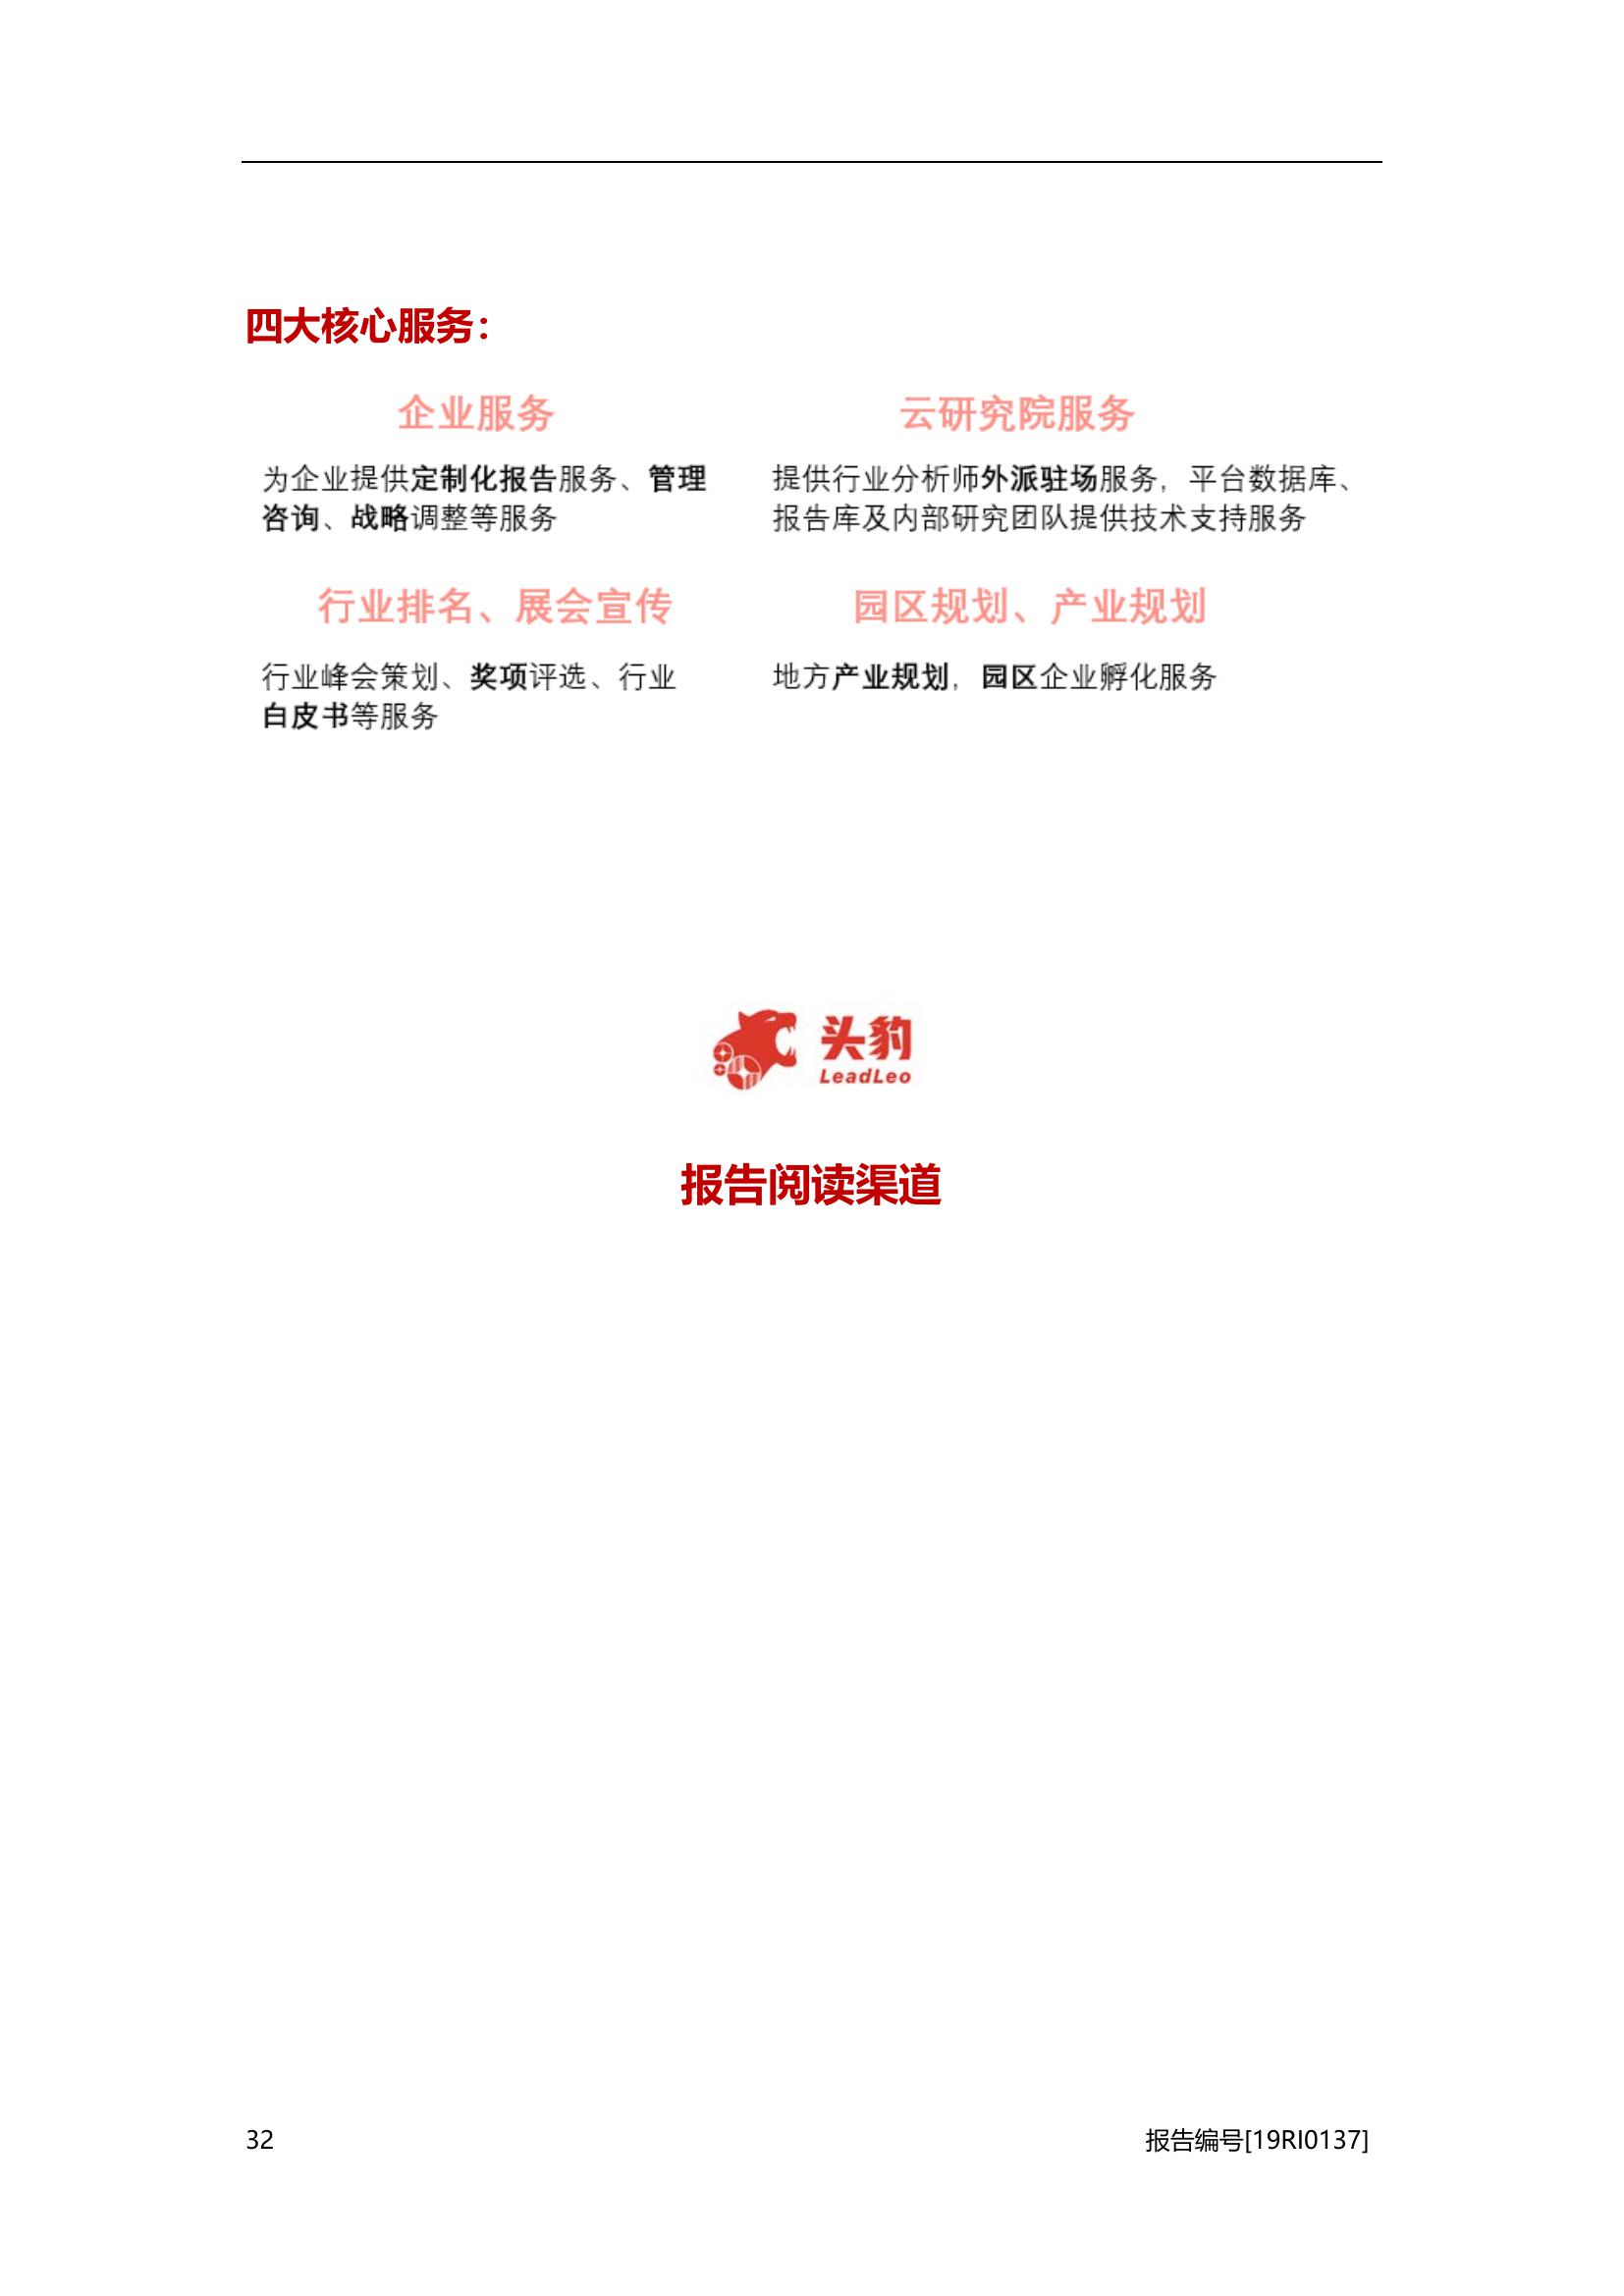 四大核心服务：
企业服务
为企业提供定制化报告服务、管理
咨询、战略调整等服务
云研究院服务
提供行业分析师外派驻场服务，平台数据库、
报告库及内部研究团队提供技术支持服务
行业排名、展会宣传
行业峰会策划、奖项评选、行业
白皮书等服务
园区规划、产业规划
地方产业规划，园区企业孵化服务
头豹
LeadLeo
报告阅读渠道
32
报告编号[19RI0137]